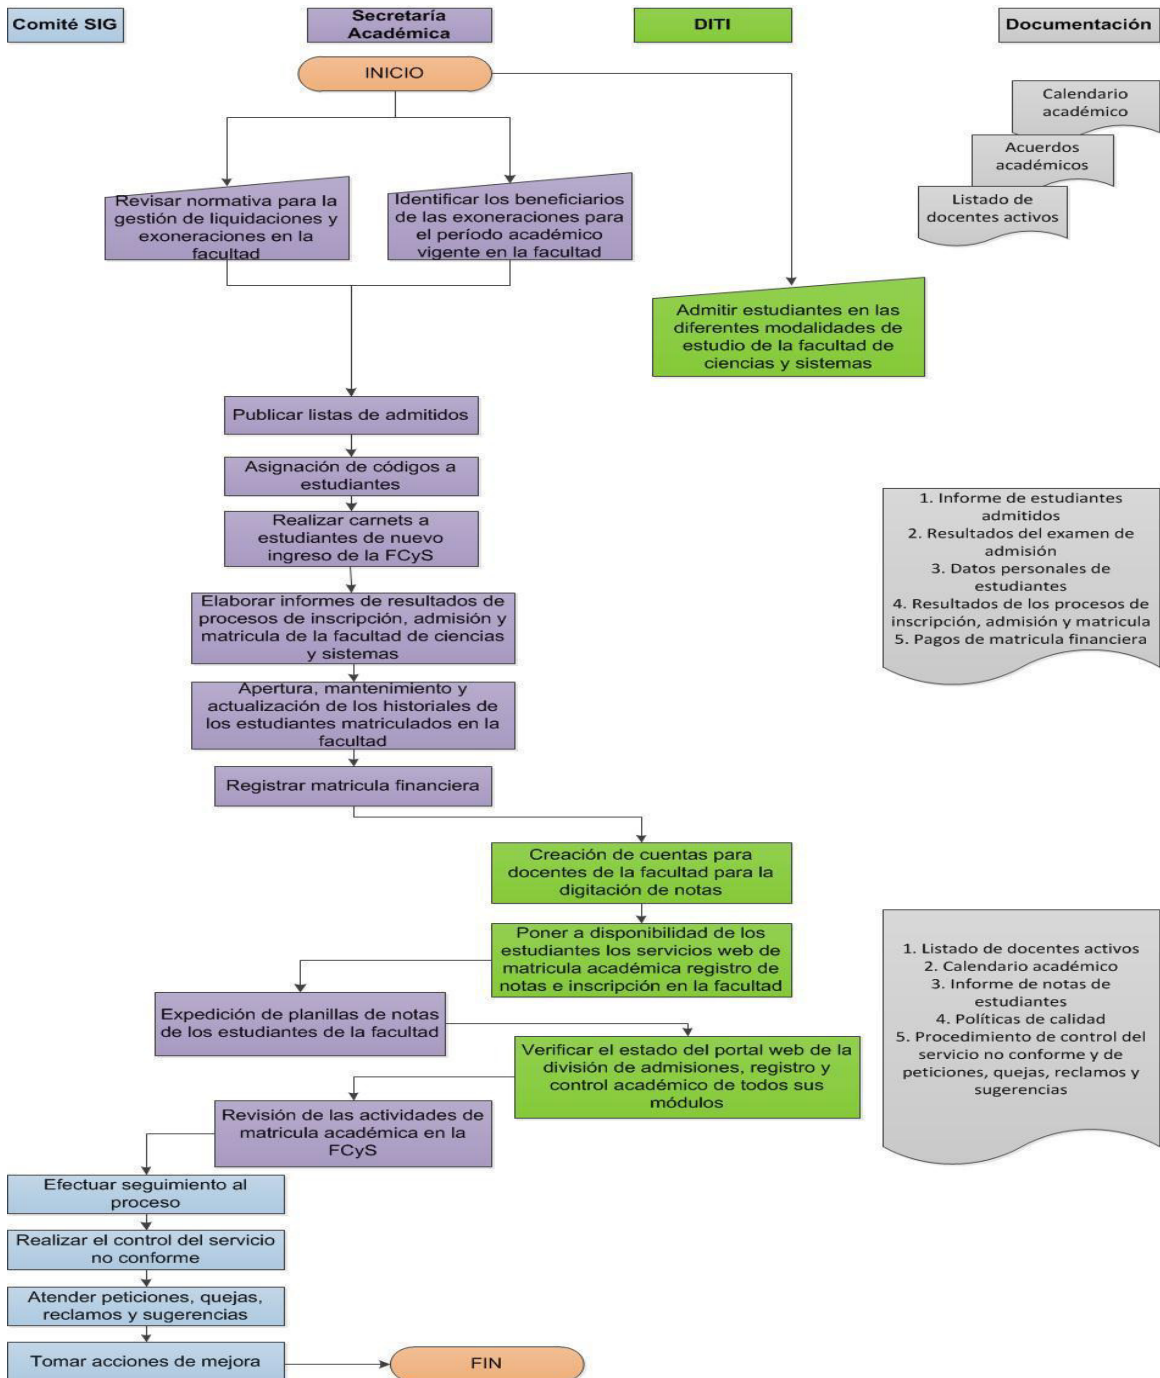 Comité SIG
Secretaría
Académica
DITI
Documentación
INICIO
Calendario
académico
Acuerdos
académicos
Listado de
docentes activos
Revisar normativa para la
gestión de liquidaciones y
exoneraciones en la
facultad
Identificar los beneficiarios
de las exoneraciones para
el período académico
vigente en la facultad
Admitir estudiantes en las
diferentes modalidades de
estudio de la facultad de
ciencias y sistemas
Publicar listas de admitidos
Asignación de códigos a
estudiantes
Realizar carnets a
estudiantes de nuevo
ingreso de la FCyS
1. Informe de estudiantes
admitidos
2. Resultados del examen de
admisión
3. Datos personales de
estudiantes
4. Resultados de los procesos de
inscripción, admisión y matricula
5. Pagos de matricula financiera
Elaborar informes de resultados de
procesos de inscripción, admisión y
matricula de la facultad de ciencias
y sistemas
Apertura, mantenimiento y
actualización de los historiales de
los estudiantes matriculados en la
facultad
Registrar matricula financiera
Creación de cuentas para
docentes de la facultad para la
digitación de notas
Poner a disponibilidad de los
estudiantes los servicios web de
matricula académica registro de
notas e inscripción en la facultad
1. Listado de docentes activos
2. Calendario académico
3. Informe de notas de
estudiantes
4. Políticas de calidad
5. Procedimiento de control del
servicio no conforme y de
peticiones, quejas, reclamos y
sugerencias
Expedición de planillas de notas
de los estudiantes de la facultad
Verificar el estado del portal web de la
división de admisiones, registro y
control académico de todos sus
módulos
Revisión de las actividades de
matricula académica en la
FCyS
Efectuar seguimiento al
proceso
Realizar el control del servicio
no conforme
Atender peticiones, quejas,
reclamos y sugerencias
Tomar acciones de mejora
FIN